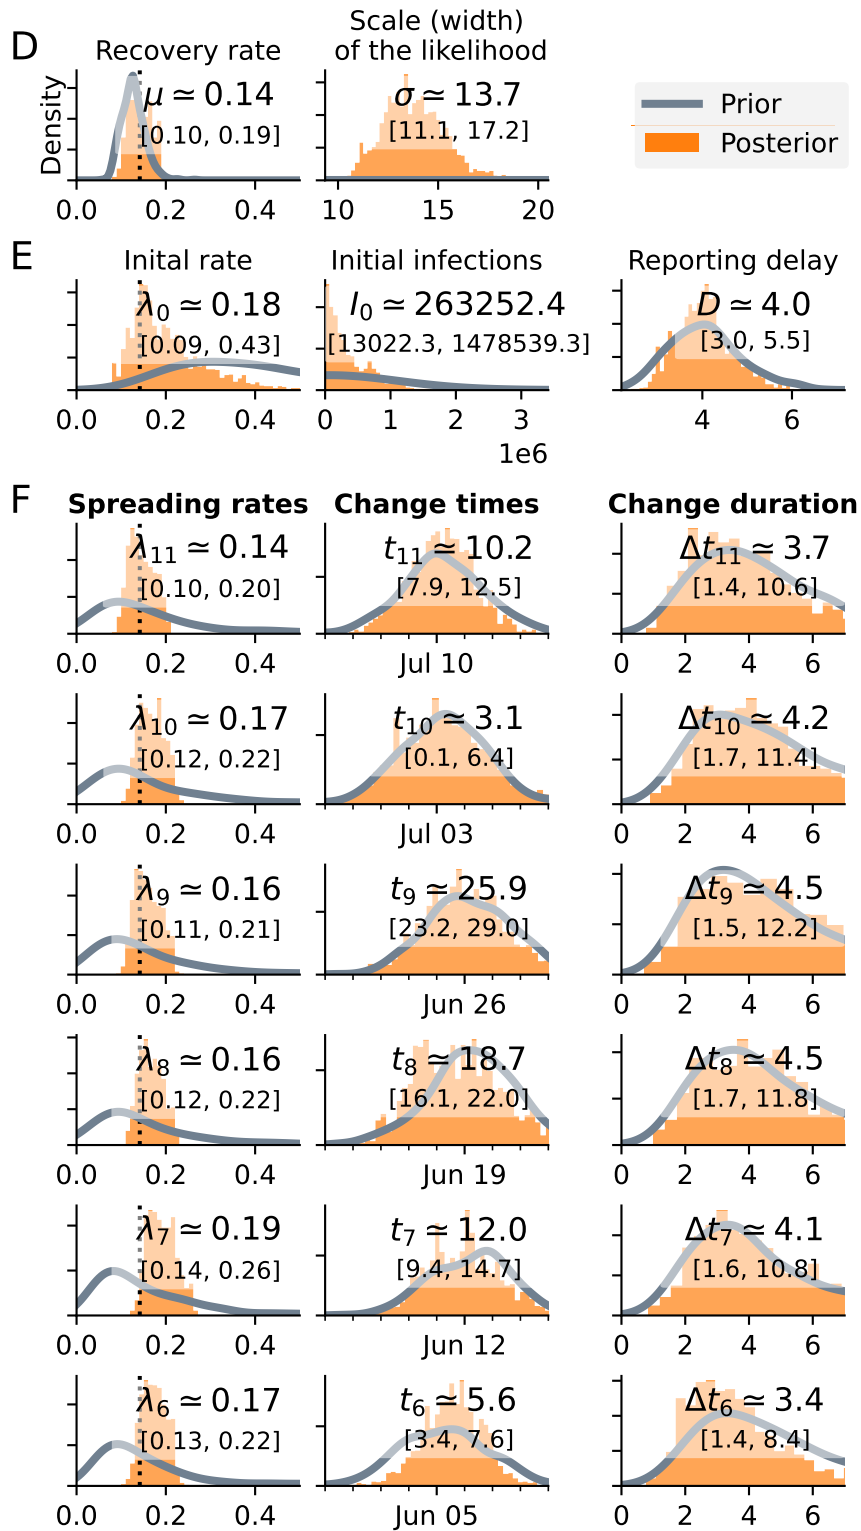 D
Recovery rate
Scale (width)
of the likelihood
Density
μ ≃ 0.14
[0.10, 0.19]
σ ≃ 13.7
[11.1, 17.2]
Prior
Posterior
0.0 0.2 0.4
10 15 20
E
Inital rate
Initial infections
Reporting delay
λ0 ≃ 0.18
[0.09, 0.43]
I0 ≃ 263252.4
[13022.3, 1478539.3]
D ≃ 4.0
[3.0, 5.5]
0.0 0.2 0.4
0 1 2 3
1e6
4 6
F
Spreading rates
Change times
Change duration
λ11 ≃ 0.14
[0.10, 0.20]
t11 ≃ 10.2
[7.9, 12.5]
Δt11 ≃ 3.7
[1.4, 10.6]
0.0 0.2 0.4
Jul 10
0 2 4 6
λ10 ≃ 0.17
[0.12, 0.22]
t10 ≃ 3.1
[0.1, 6.4]
Δt10 ≃ 4.2
[1.7, 11.4]
0.0 0.2 0.4
Jul 03
0 2 4 6
λ9 ≃ 0.16
[0.11, 0.21]
t9 ≃ 25.9
[23.2, 29.0]
Δt9 ≃ 4.5
[1.5, 12.2]
0.0 0.2 0.4
Jun 26
0 2 4 6
λ8 ≃ 0.16
[0.12, 0.22]
t8 ≃ 18.7
[16.1, 22.0]
Δt8 ≃ 4.5
[1.7, 11.8]
0.0 0.2 0.4
Jun 19
0 2 4 6
λ7 ≃ 0.19
[0.14, 0.26]
t7 ≃ 12.0
[9.4, 14.7]
Δt7 ≃ 4.1
[1.6, 10.8]
0.0 0.2 0.4
Jun 12
0 2 4 6
λ6 ≃ 0.17
[0.13, 0.22]
t6 ≃ 5.6
[3.4, 7.6]
Δt6 ≃ 3.4
[1.4, 8.4]
0.0 0.2 0.4
Jun 05
0 2 4 6